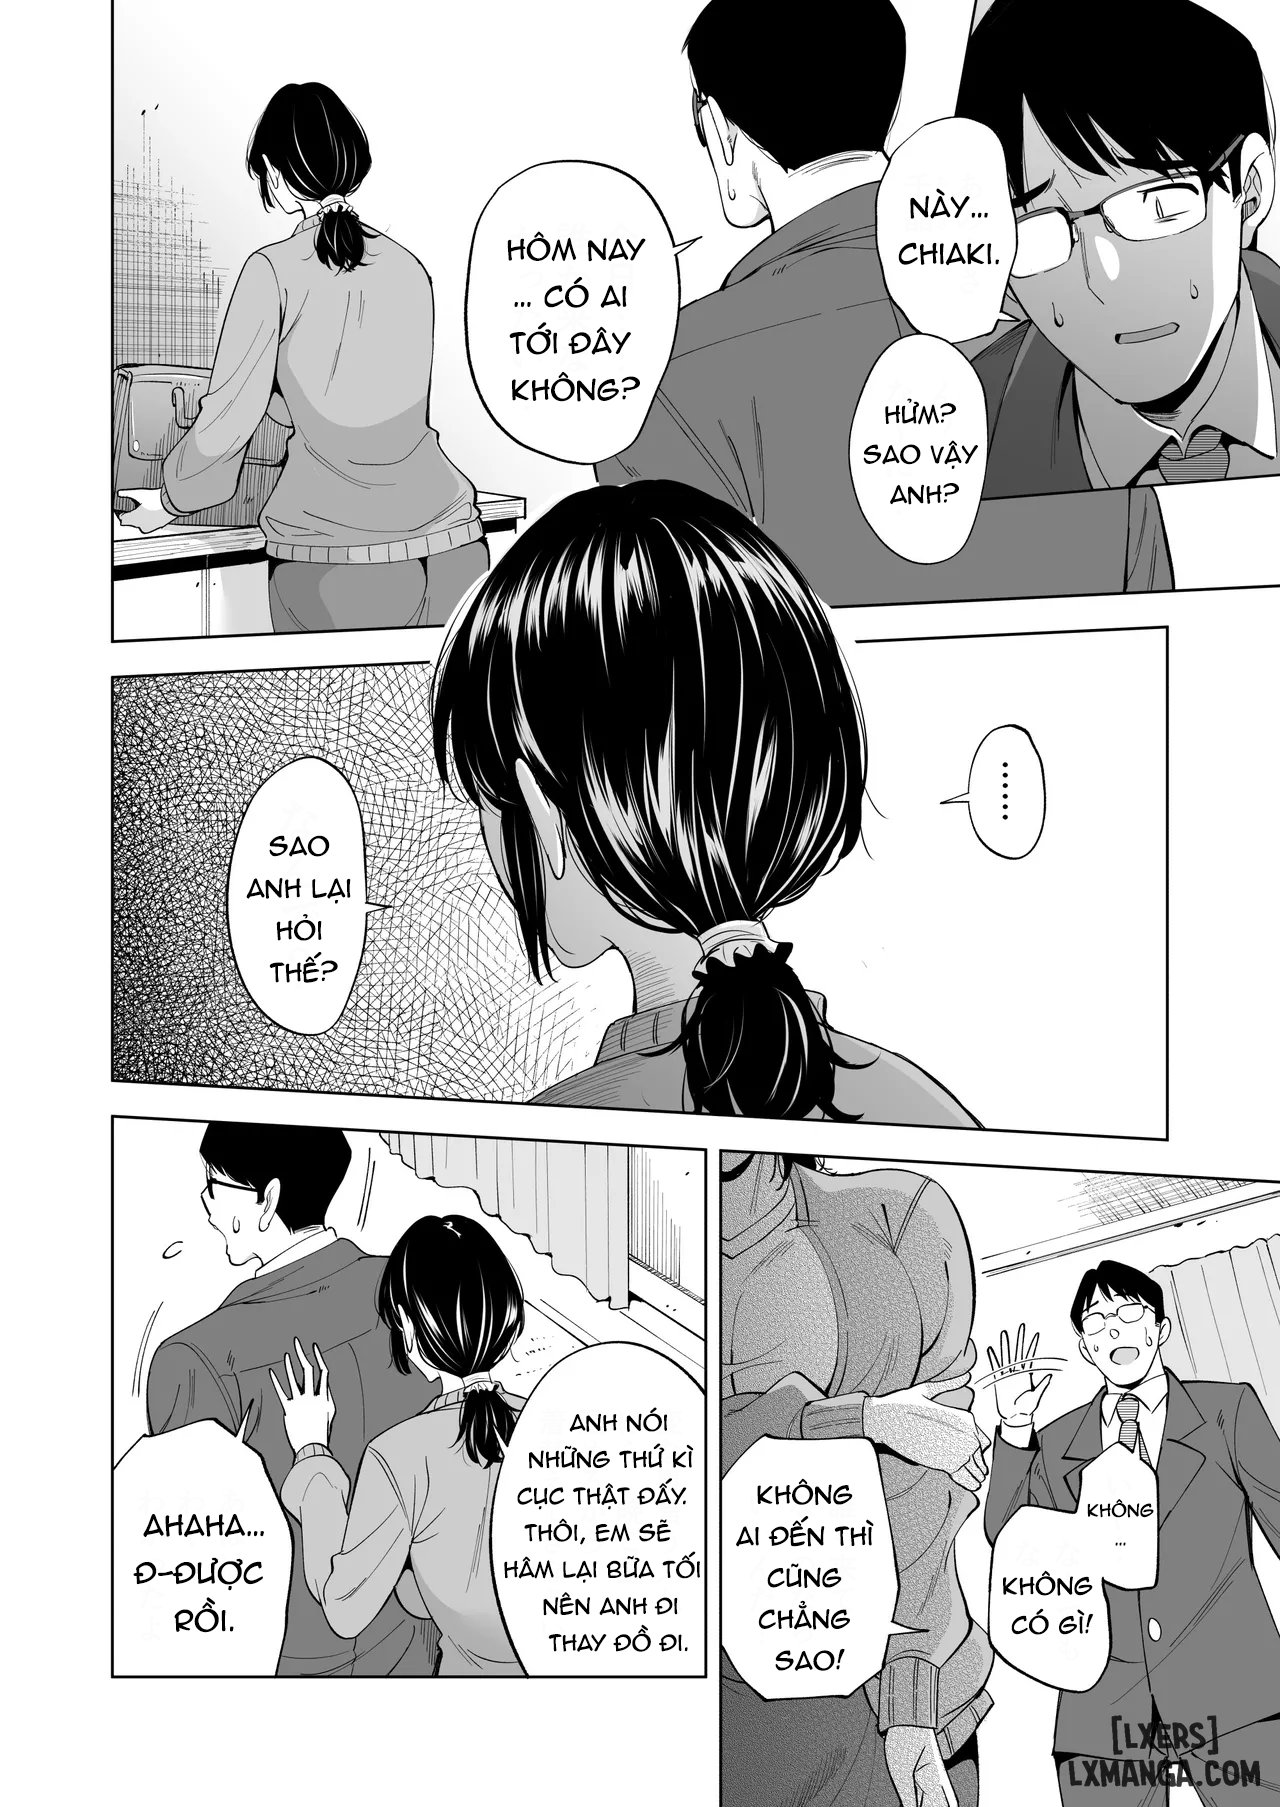 NÀY...
CHIAKI.
HỬM?
SAO VẬY
ANH?
HÔM NAY
... CÓ AI
TỚI ĐÂY
KHÔNG?
......
SAO
ANH LẠI
HỎI
THẾ?
KHÔNG
...
KHÔNG
CÓ GÌ!
KHÔNG
AI ĐẾN THÌ
CŨNG
CHẲNG
SAO!
ANH NÓI
NHỮNG THỨ KÌ
CỤC THẬT ĐẤY.
THÔI, EM SẼ
HÂM LẠI BỮA TỐI
NÊN ANH ĐI
THAY ĐỒ ĐI.
AHAHA...
Đ-ĐƯỢC
RỒI.
[LXERS]
LXMANGA.COM